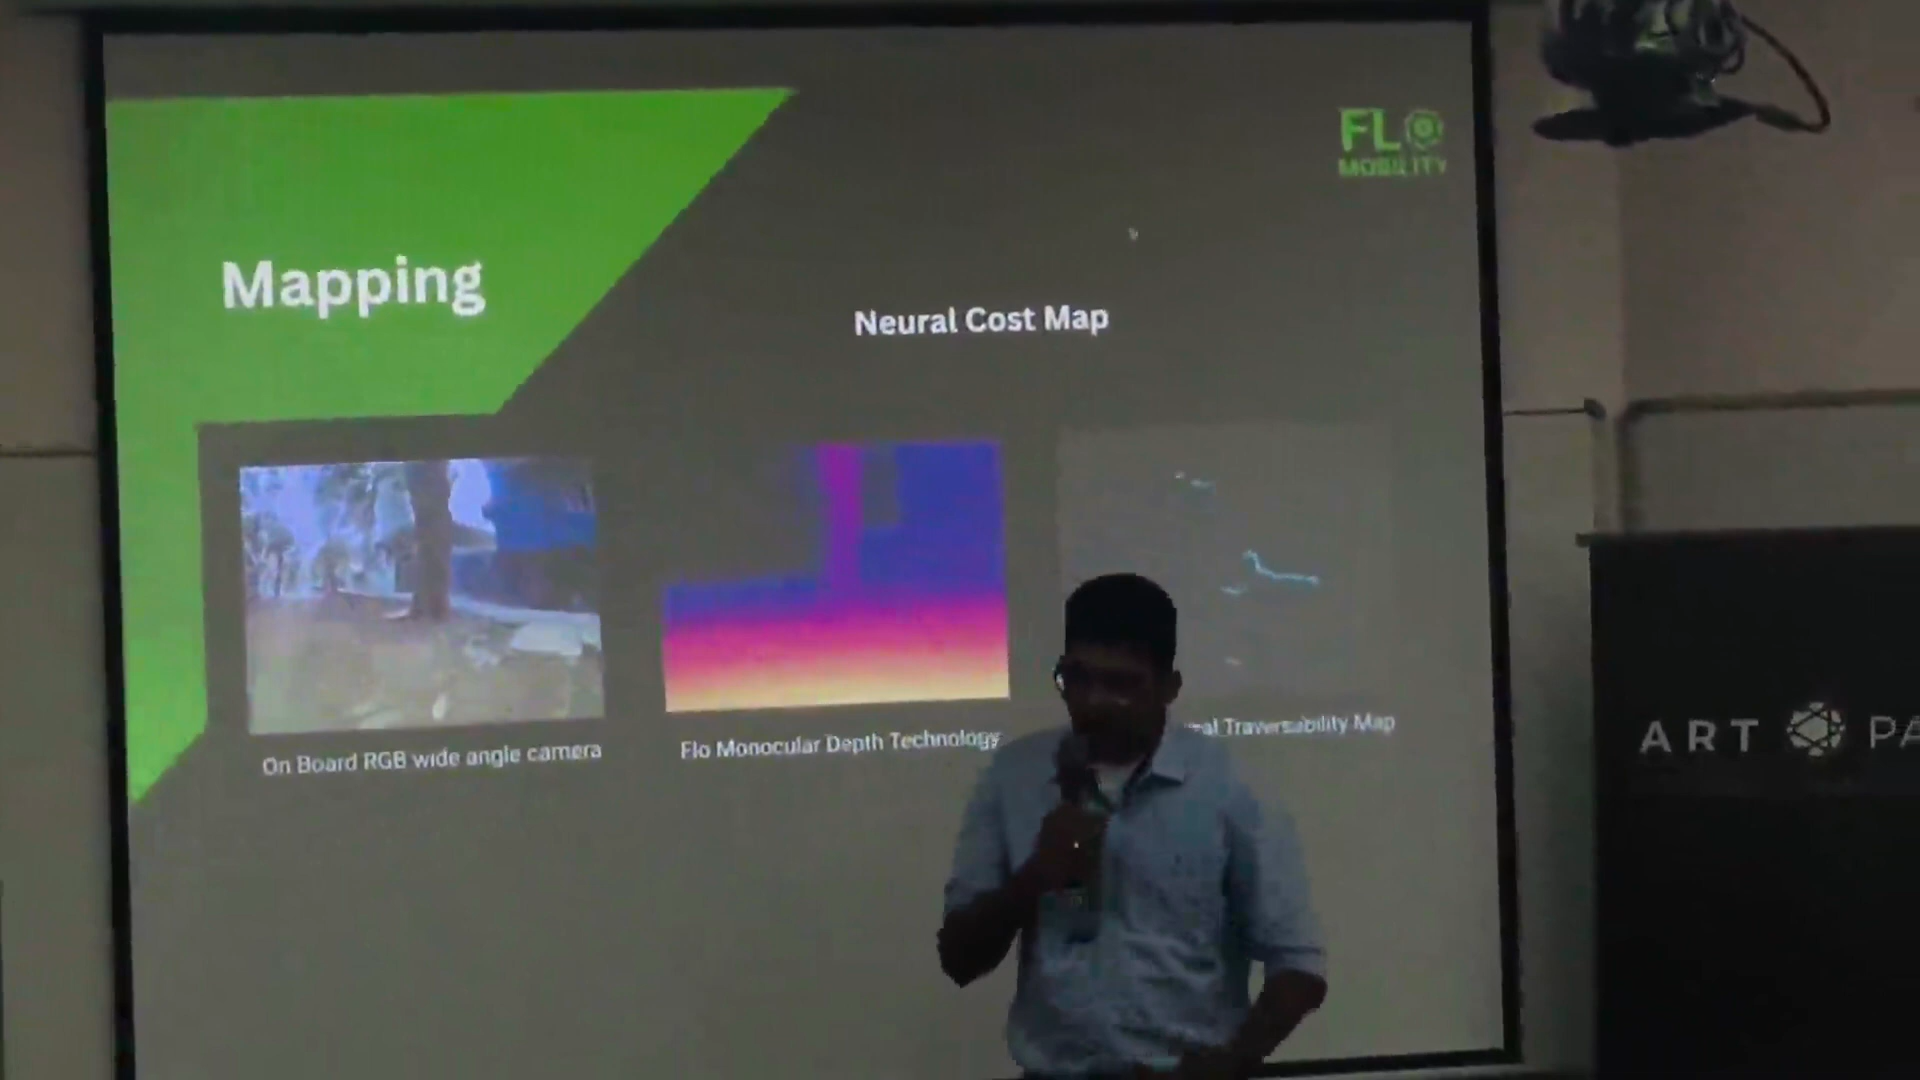 FLO
MOBILITY
Mapping
Neural Cost Map
On Board RGB wide angle camera
Flo Monocular Depth Technology
Traversability Map
ART